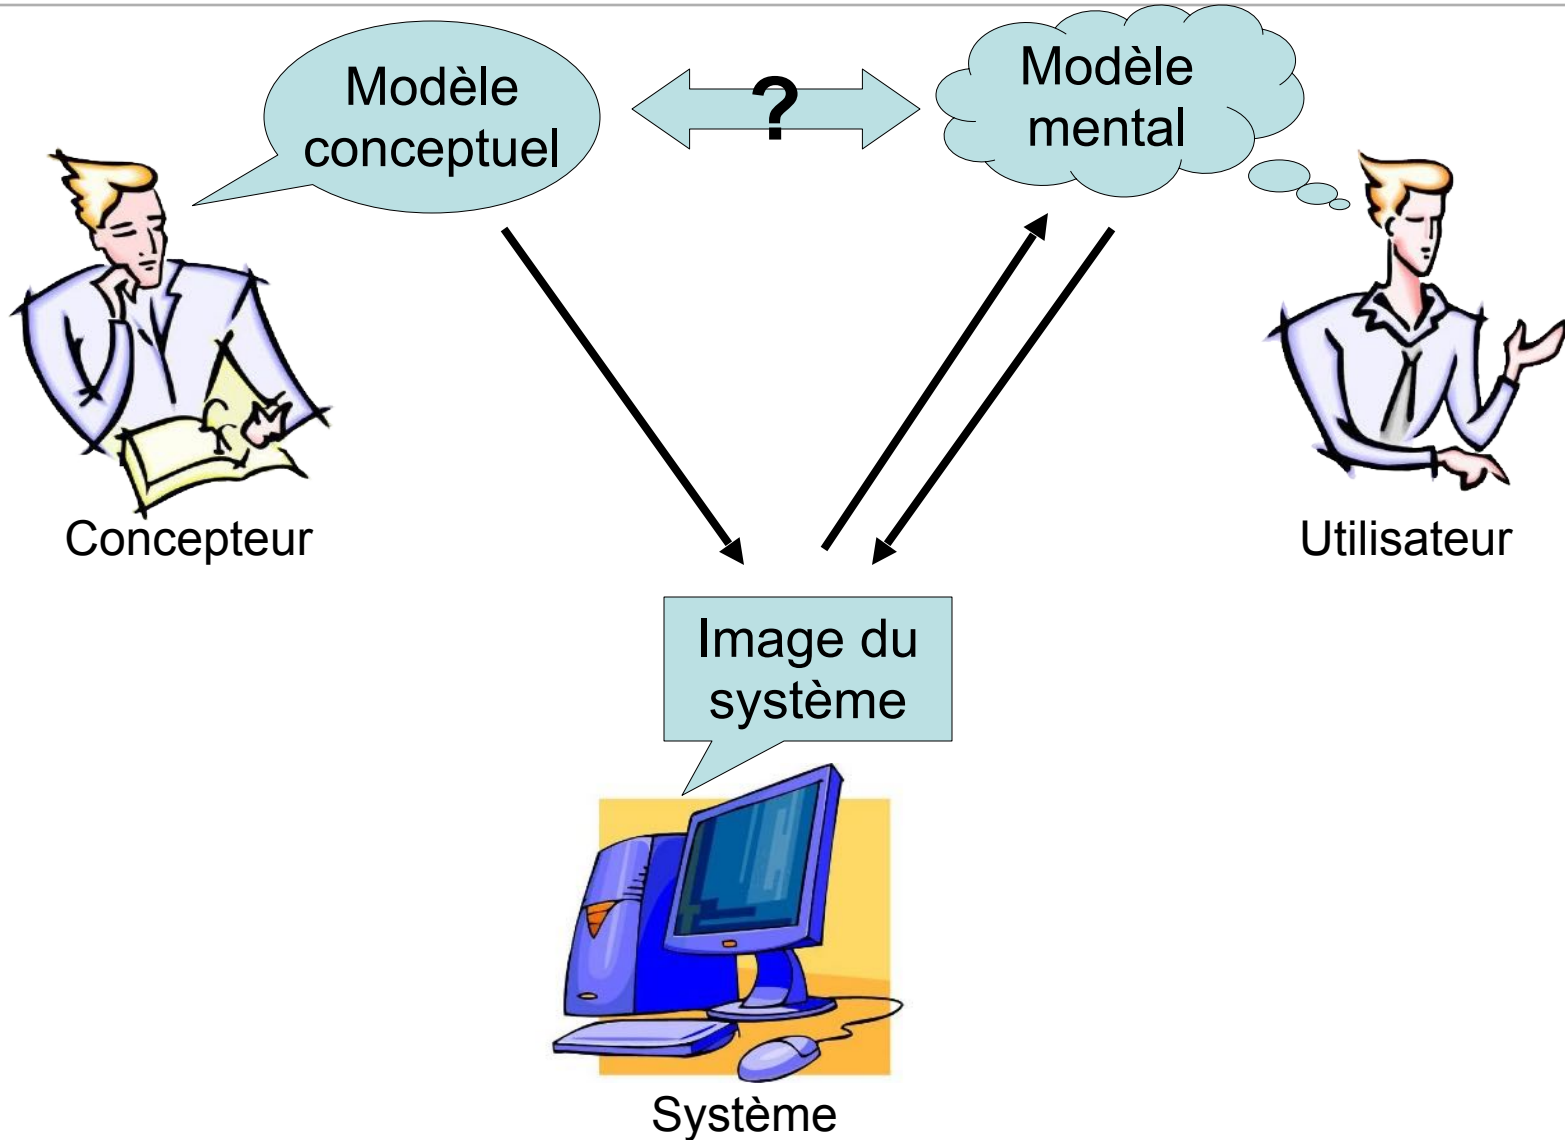 Modèle
conceptuel
?
Modèle
mental
Concepteur
Utilisateur
Image du
système
Système